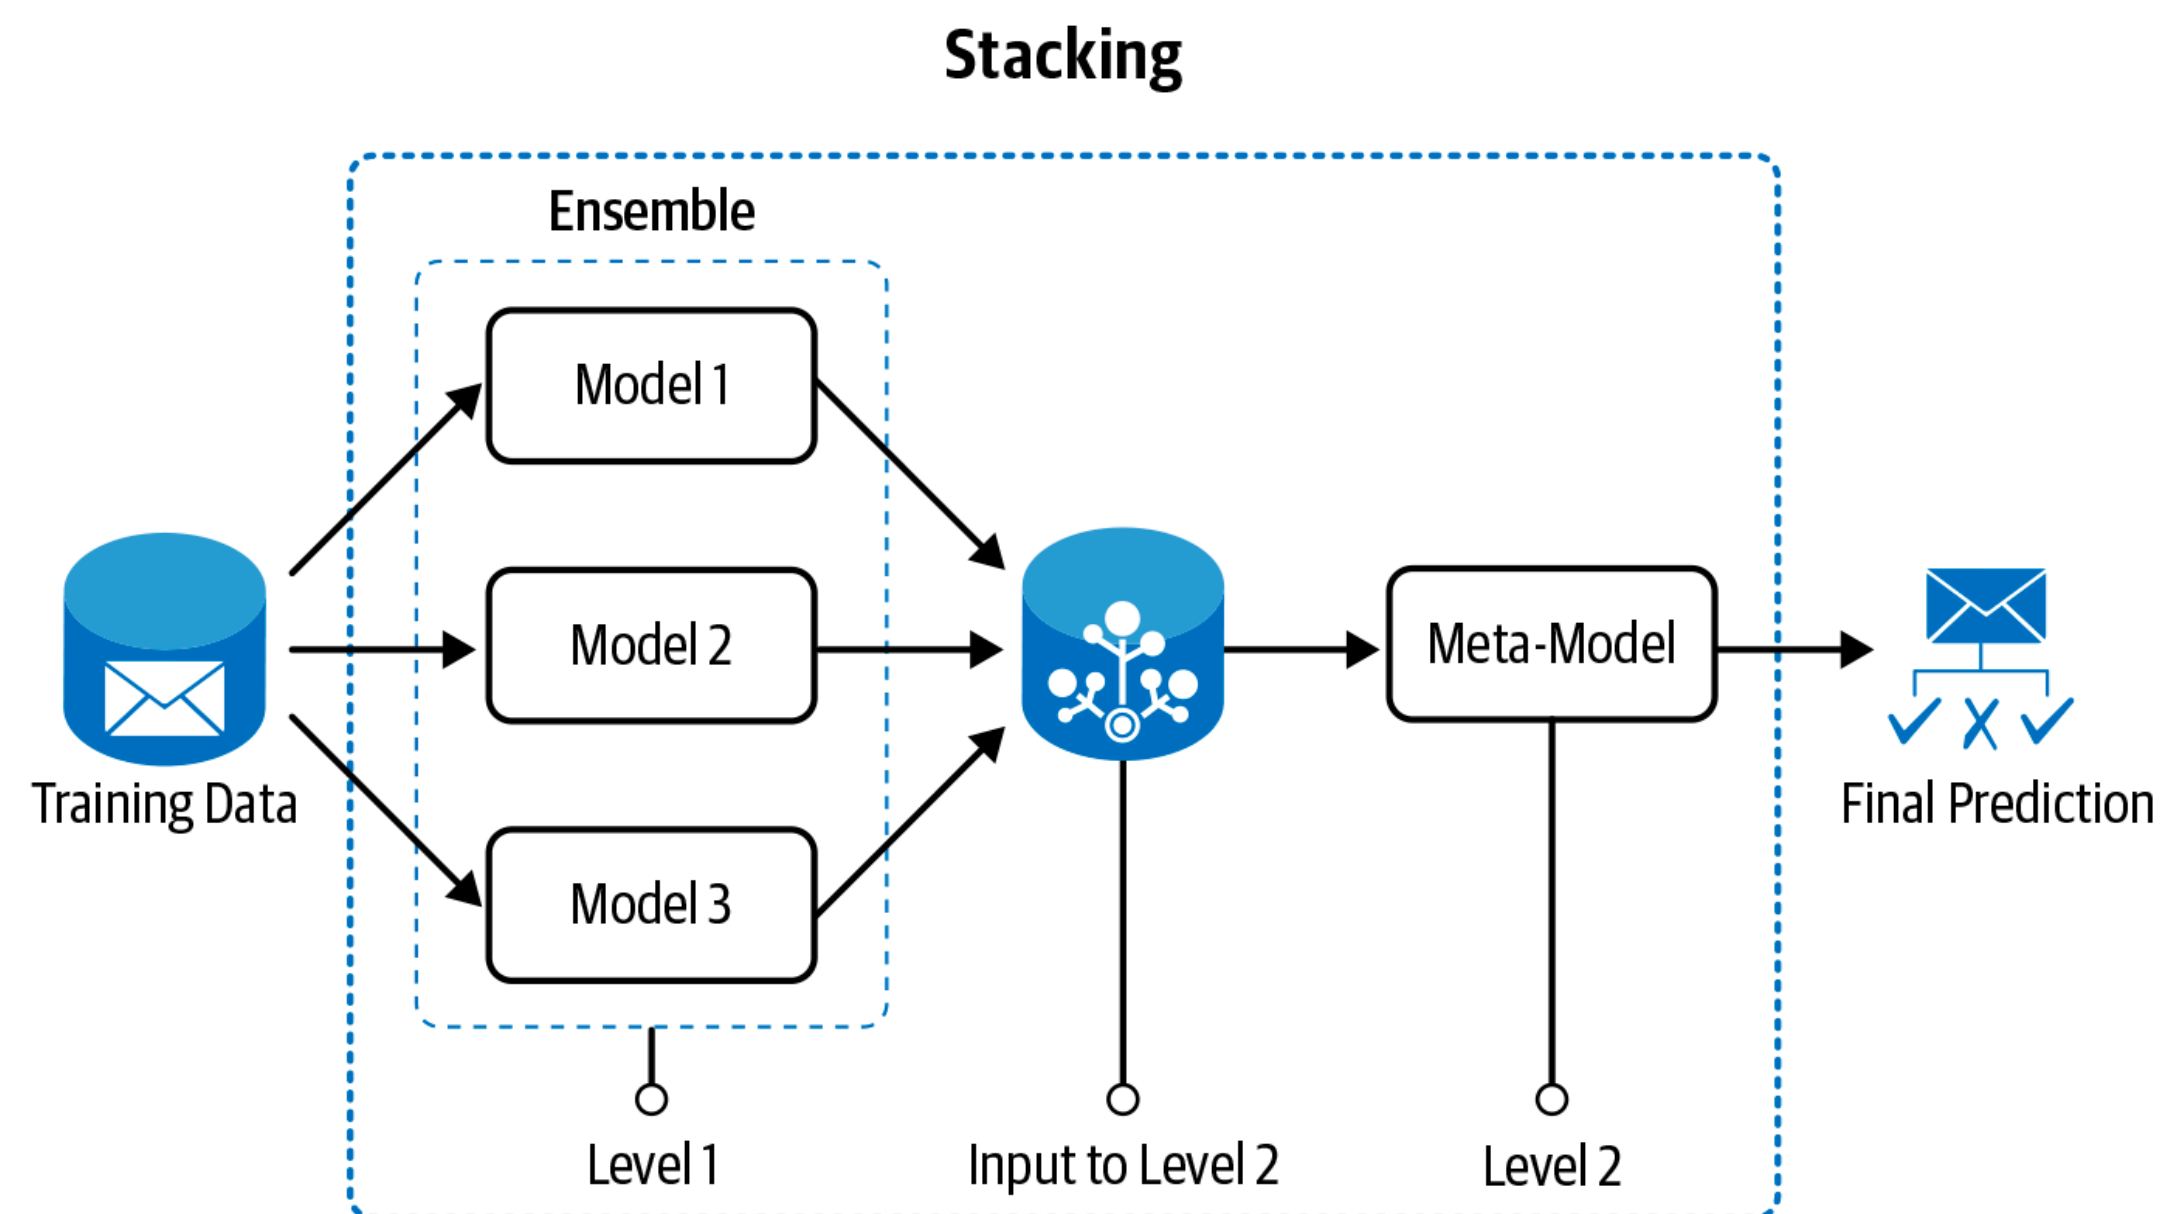 Stacking
Ensemble
Model 1
Model 2
Model 3
Training Data
Meta-Model
Final Prediction
Level 1
Input to Level 2
Level 2